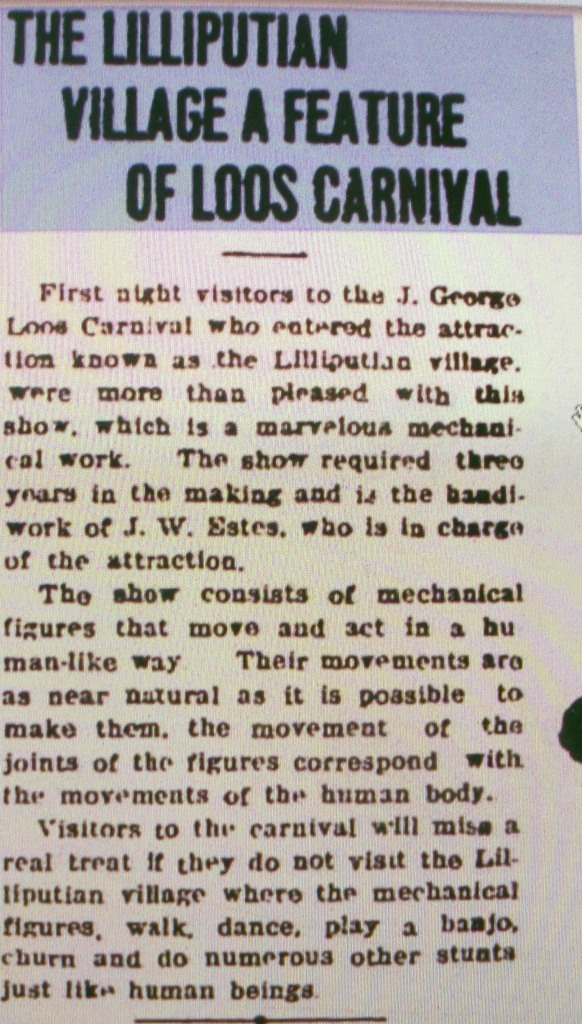 THE LILLIPUTIAN
VILLAGE A FEATURE
OF LOOS CARNIVAL
First night visitors to the J. George
Loos Carnival who entered the attrac-
tion known as the Lilliputian village,
were more than pleased with this
show, which is a marvelous mechani-
cal work. The show required three
years in the making and is the handi-
work of J. W. Estes, who is in charge
of the attraction.
The show consists of mechanical
figures that move and act in a hu
man-like way Their movements are
as near natural as it is possible to
make them, the movement of the
joints of the figures correspond with
the movements of the human body.
Visitors to the carnival will miss a
real treat if they do not visit the Lil-
liputian village where the mechanical
figures, walk, dance, play a banjo,
churn and do numerous other stunts
just like human beings.